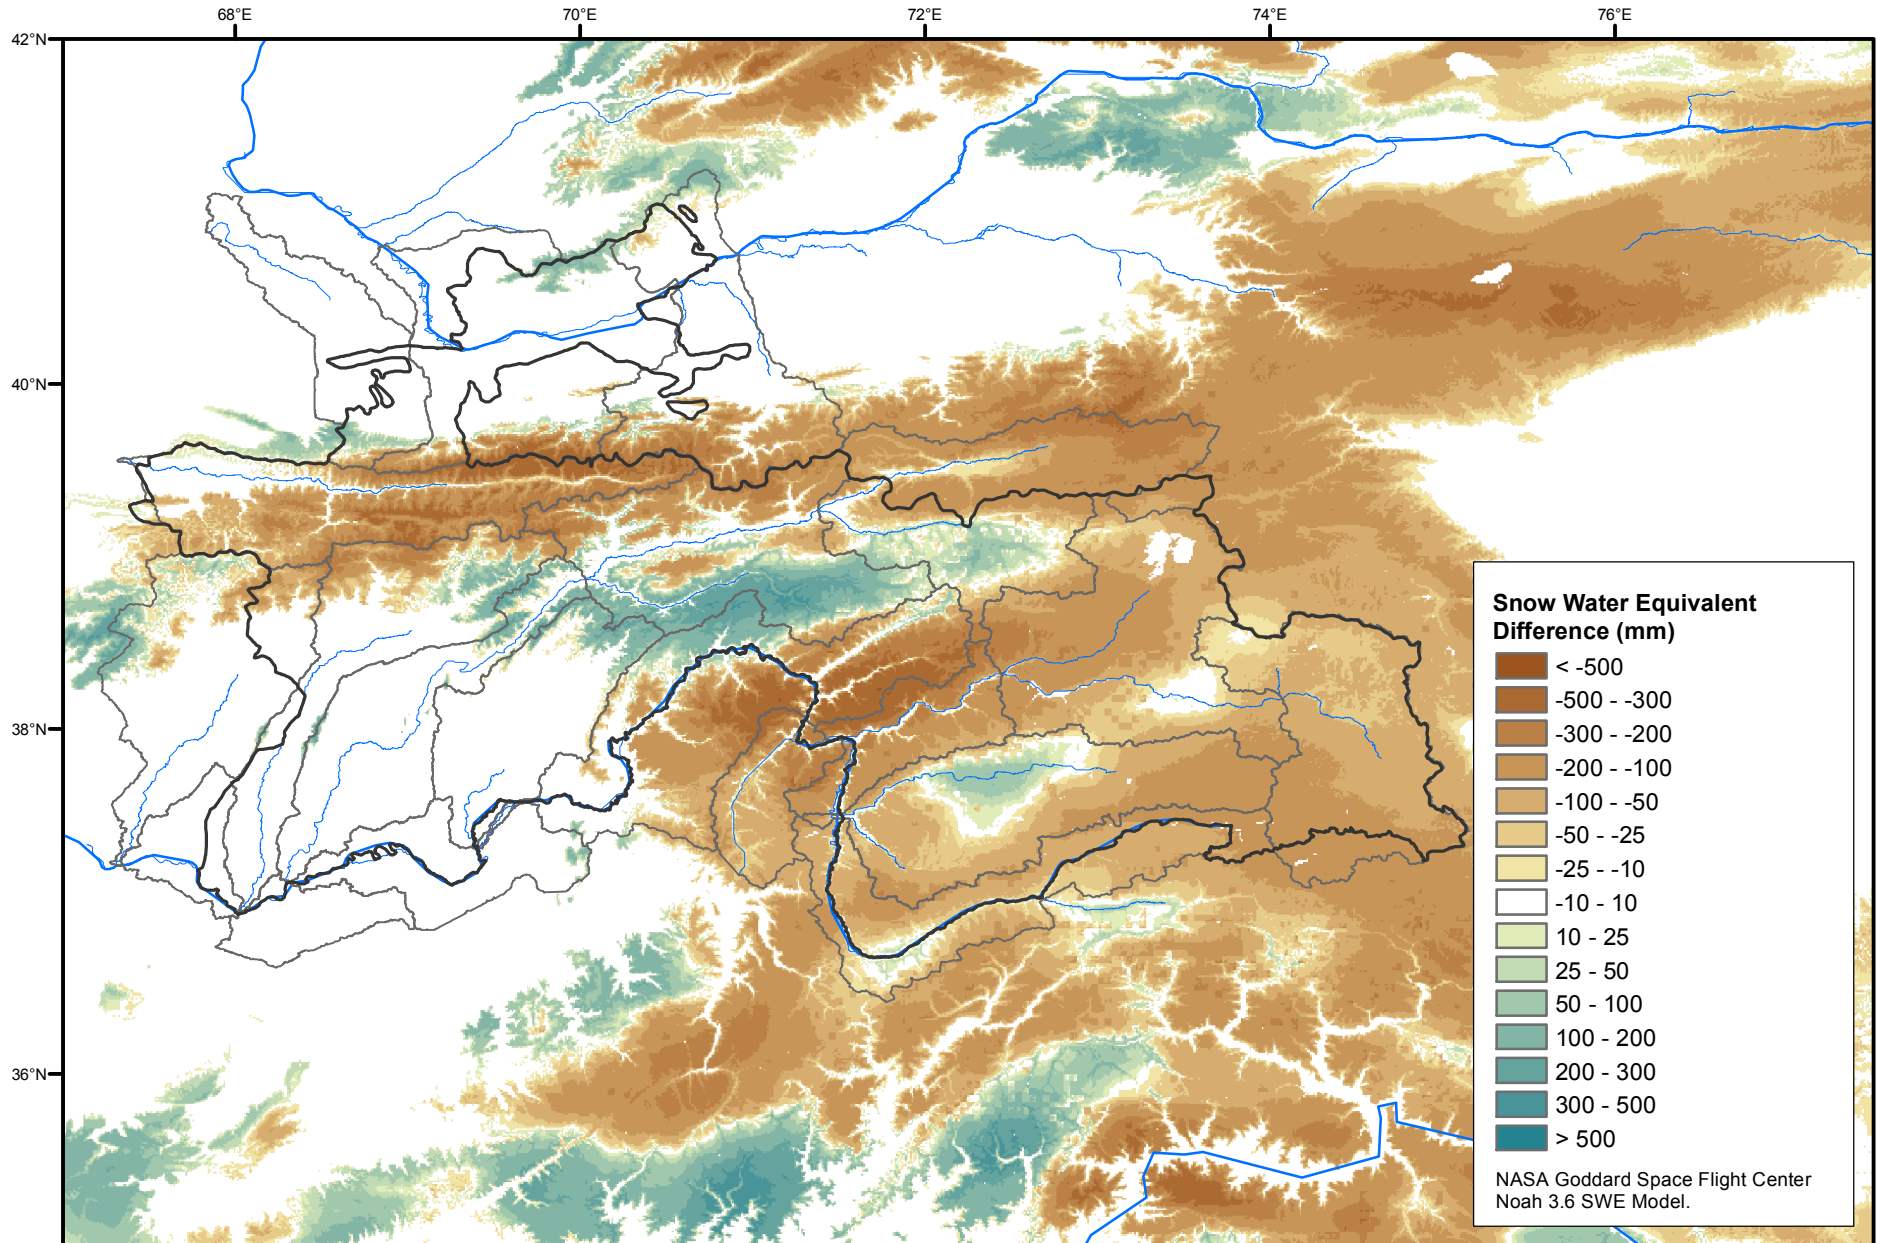 68°E 70°E 72°E 74°E 76°E
42°N
40°N
38°N
36°N
Snow Water Equivalent
Difference (mm)
< -500
-500 - -300
-300 - -200
-200 - -100
-100 - -50
-50 - -25
-25 - -10
-10 - 10
10 - 25
25 - 50
50 - 100
100 - 200
200 - 300
300 - 500
> 500
NASA Goddard Space Flight Center
Noah 3.6 SWE Model.